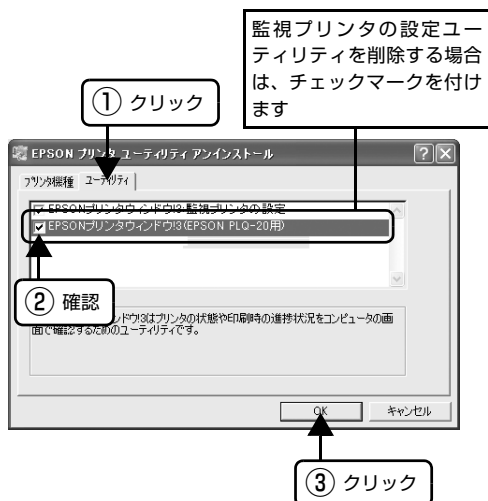 監視プリンタの設定ユー
ティリティを削除する場合
は、チェックマークを付け
ます
① クリック
EPSON プリンタ ユーティリティ アンインストール
プリンタ機種 ユーティリティ
EPSONプリンタウィンドウ!3 監視プリンタの設定
EPSONプリンタウィンドウ!3(EPSON PLQ-20用)
② 確認
ンドウ!3はプリンタの状態や印刷時の進捗状況をコンピュータの画
面で確認するためのユーティリティです。
OK キャンセル
③ クリック